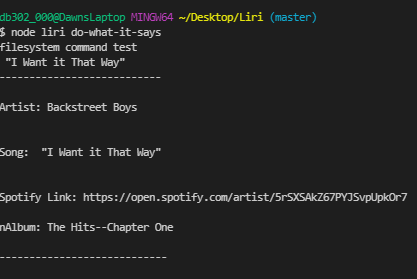 db302_000@DawnsLaptop MINGW64 ~/Desktop/Liri (master)
$ node liri do-what-it-says
filesystem command test
"I Want it That Way"
---------------------------
Artist: Backstreet Boys
Song:  "I Want it That Way"
Spotify Link: https://open.spotify.com/artist/5rSXSAkZ67PYJSvpUpkOr7
nAlbum: The Hits--Chapter One
----------------------------